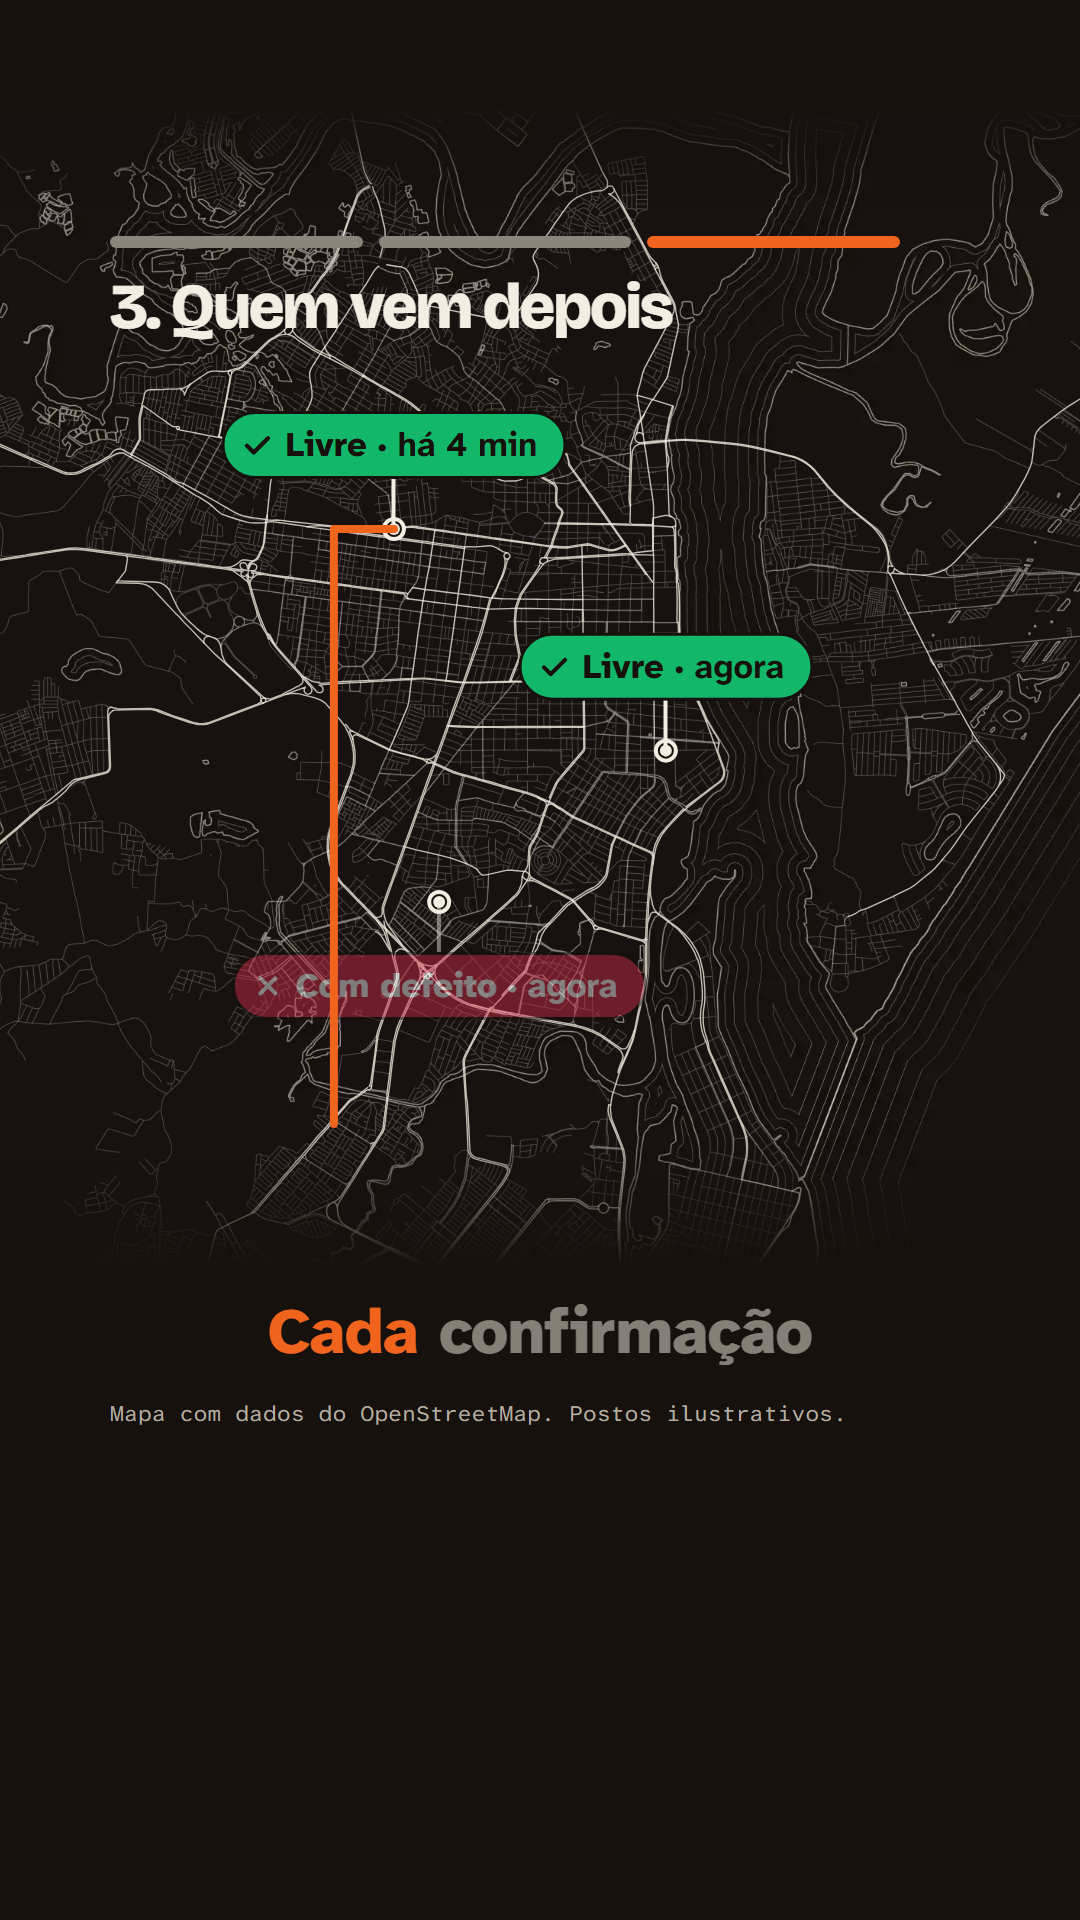 3. Quem vem depois
Livre · há 4 min
Livre · agora
Com defeito · agora
Cada confirmação
Mapa com dados do OpenStreetMap. Postos ilustrativos.